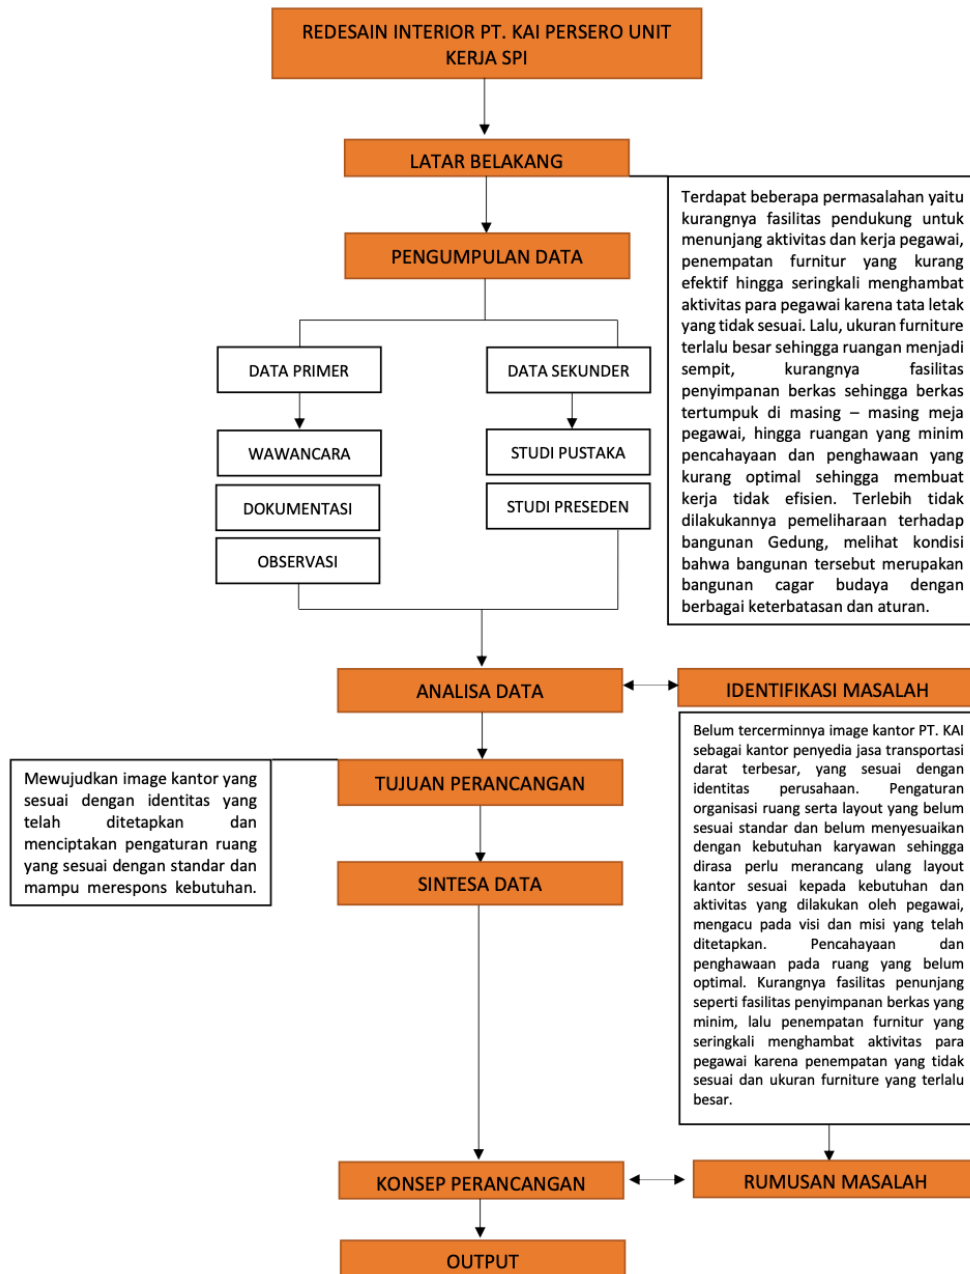 REDESAIN INTERIOR PT. KAI PERSERO UNIT
KERJA SPI
LATAR BELAKANG
Terdapat beberapa permasalahan yaitu
kurangnya fasilitas pendukung untuk
menunjang aktivitas dan kerja pegawai,
penempatan furnitur yang kurang
efektif hingga seringkali menghambat
aktivitas para pegawai karena tata letak
yang tidak sesuai. Lalu, ukuran furniture
terlalu besar sehingga ruangan menjadi
sempit, kurangnya fasilitas
penyimpanan berkas sehingga berkas
tertumpuk di masing – masing meja
pegawai, hingga ruangan yang minim
pencahayaan dan penghawaan yang
kurang optimal sehingga membuat
kerja tidak efisien. Terlebih tidak
dilakukannya pemeliharaan terhadap
bangunan Gedung, melihat kondisi
bahwa bangunan tersebut merupakan
bangunan cagar budaya dengan
berbagai keterbatasan dan aturan.
PENGUMPULAN DATA
DATA PRIMER
DATA SEKUNDER
WAWANCARA
STUDI PUSTAKA
DOKUMENTASI
STUDI PRESEDEN
OBSERVASI
ANALISA DATA
IDENTIFIKASI MASALAH
Belum tercerminnya image kantor PT. KAI
sebagai kantor penyedia jasa transportasi
darat terbesar, yang sesuai dengan
identitas perusahaan. Pengaturan
organisasi ruang serta layout yang belum
sesuai standar dan belum menyesuaikan
dengan kebutuhan karyawan sehingga
dirasa perlu merancang ulang layout
kantor sesuai kepada kebutuhan dan
aktivitas yang dilakukan oleh pegawai,
mengacu pada visi dan misi yang telah
ditetapkan. Pencahayaan dan
penghawaan pada ruang yang belum
optimal. Kurangnya fasilitas penunjang
seperti fasilitas penyimpanan berkas yang
minim, lalu penempatan furnitur yang
seringkali menghambat aktivitas para
pegawai karena penempatan yang tidak
sesuai dan ukuran furniture yang terlalu
besar.
TUJUAN PERANCANGAN
Mewujudkan image kantor yang
sesuai dengan identitas yang
telah ditetapkan dan
menciptakan pengaturan ruang
yang sesuai dengan standar dan
mampu merespons kebutuhan.
SINTESA DATA
KONSEP PERANCANGAN
RUMUSAN MASALAH
OUTPUT